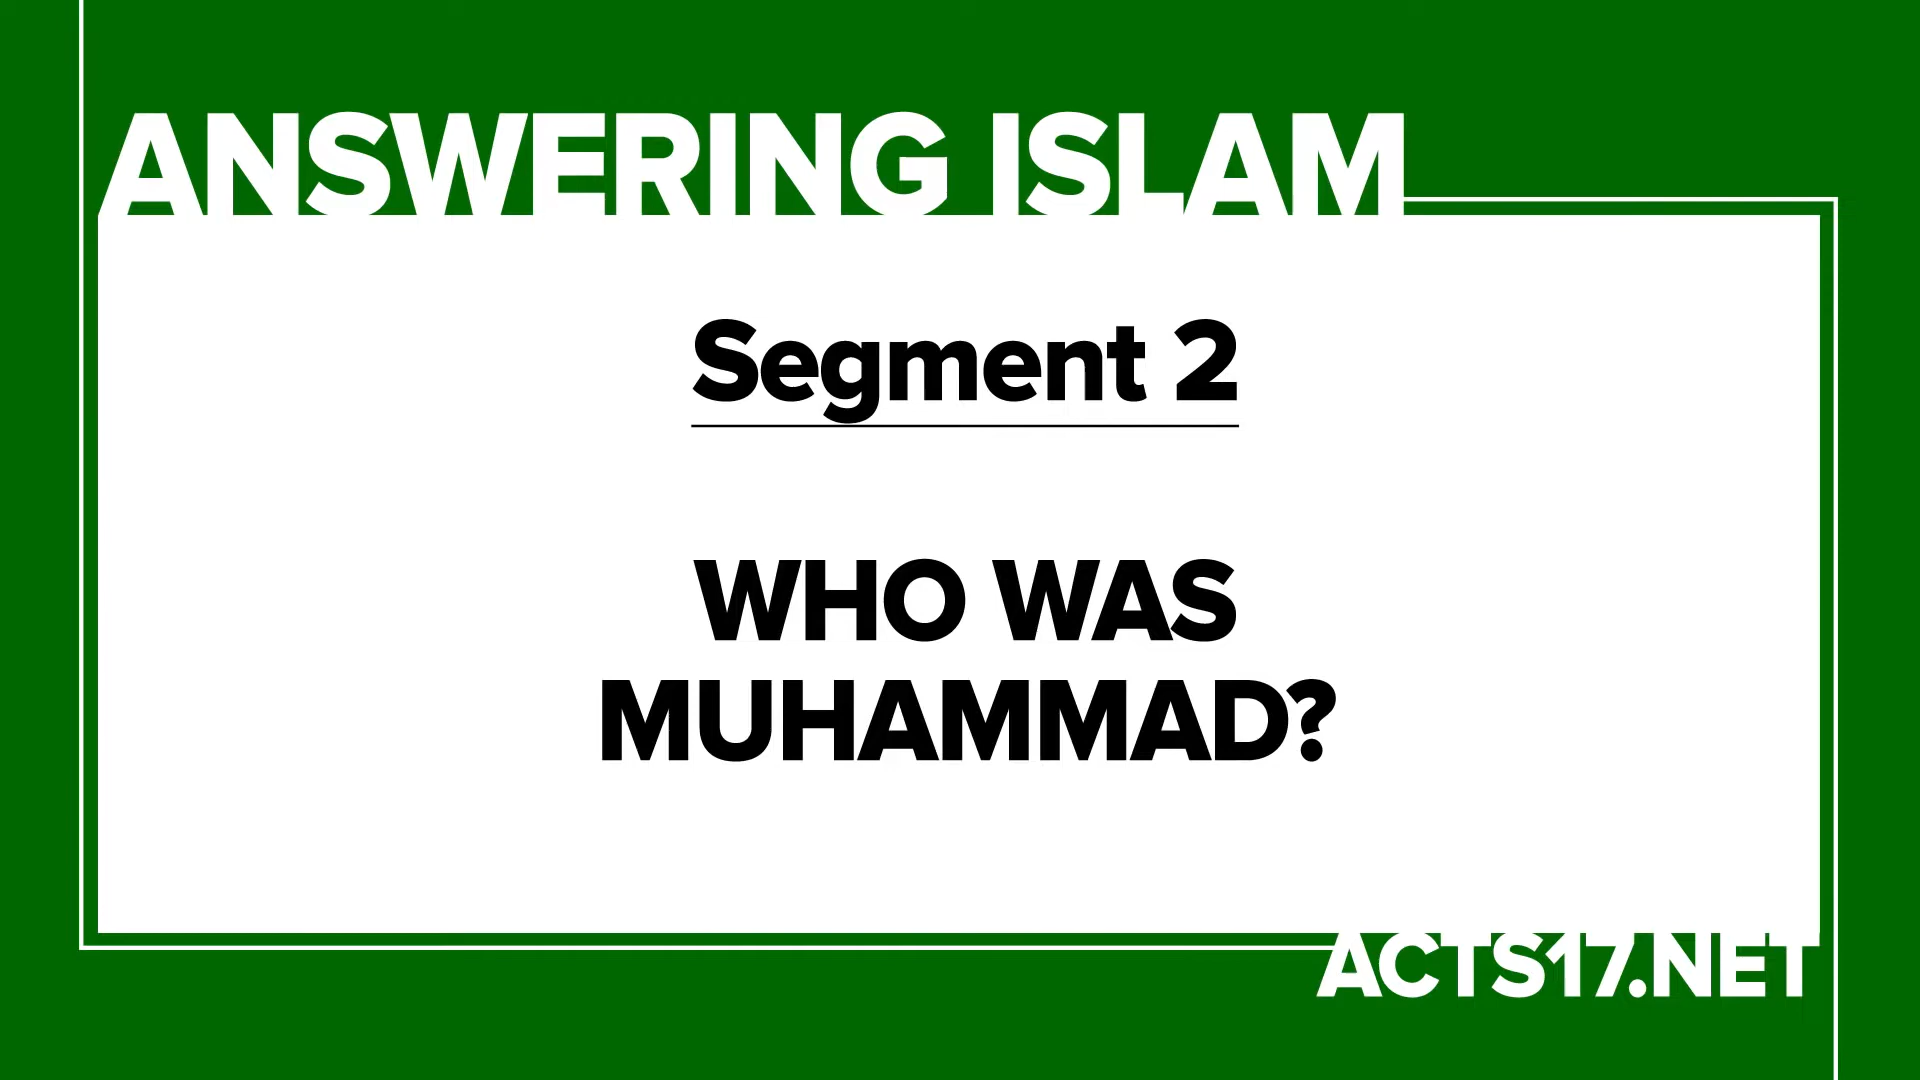 ANSWERING ISLAM
Segment 2
WHO WAS
MUHAMMAD?
ACTS17.NET